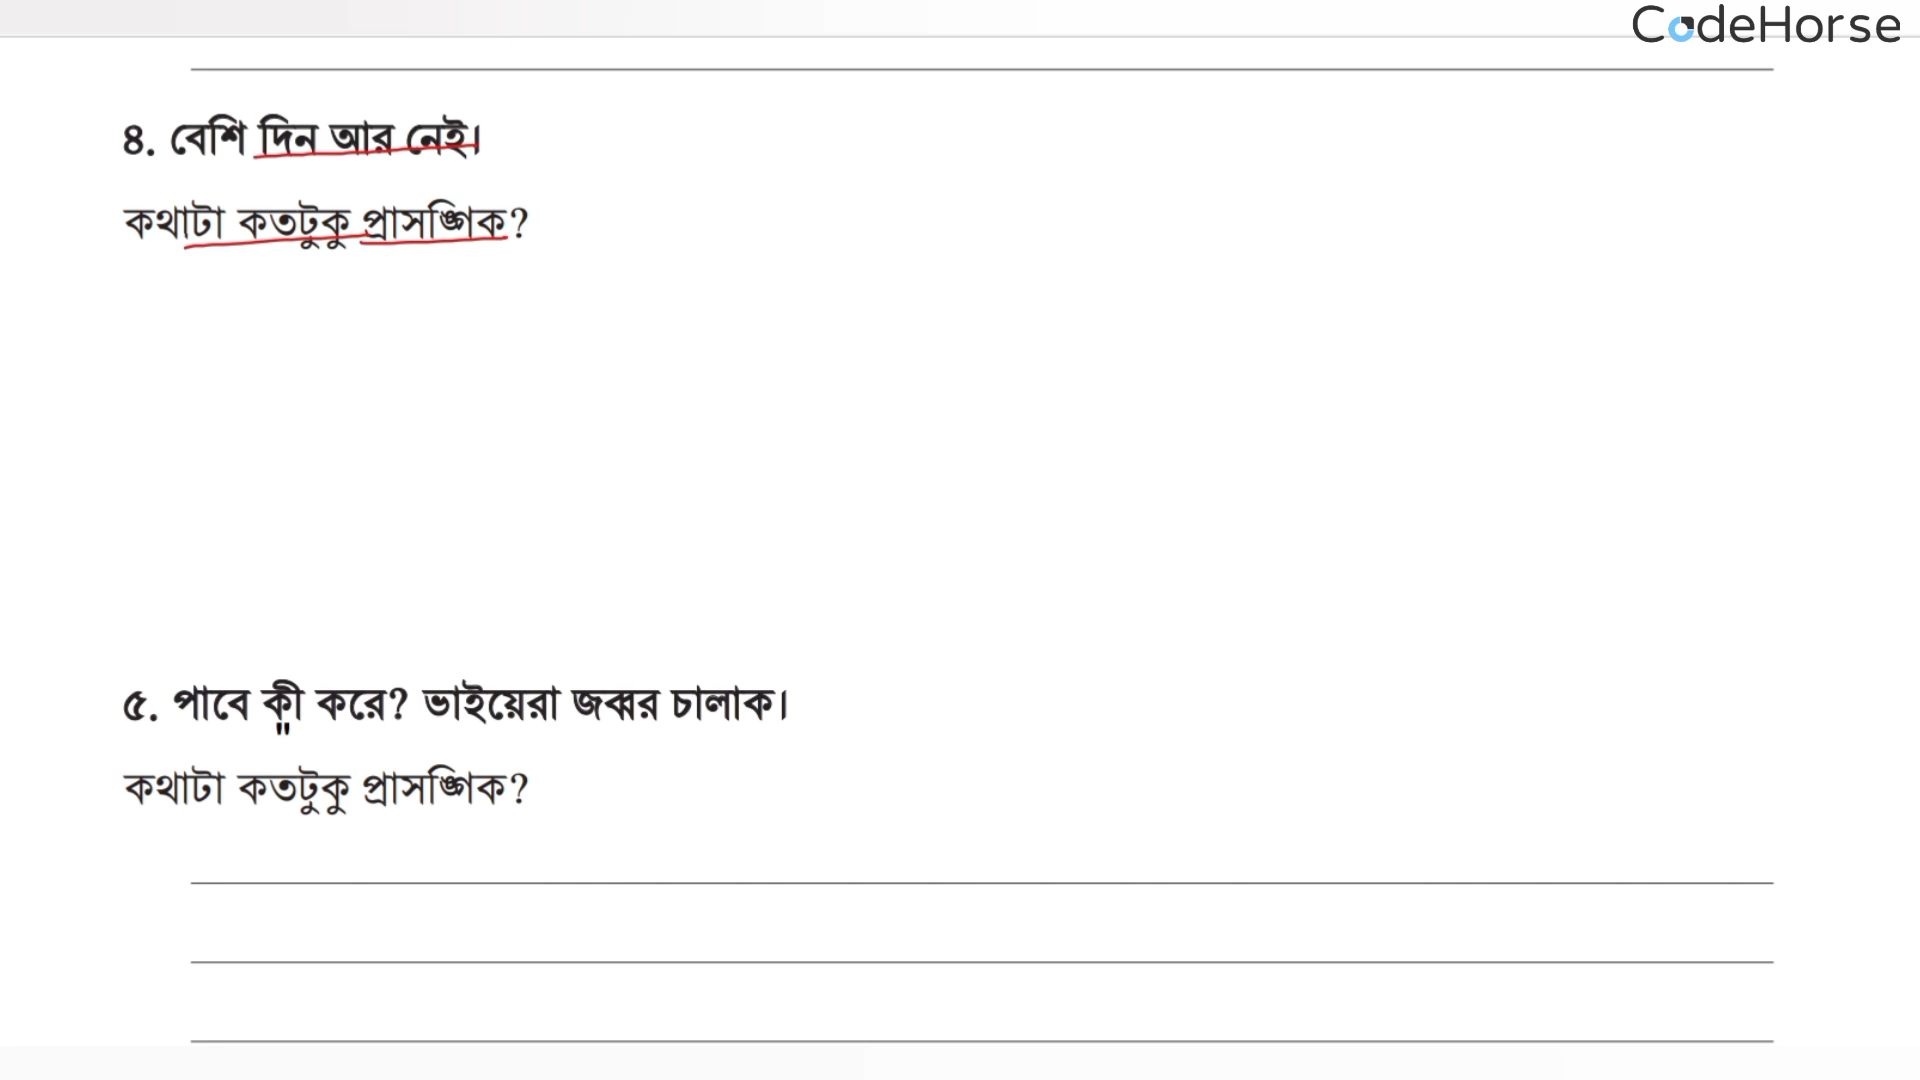 CodeHorse
৪. বেশি দিন আর নেই।
কথাটা কতটুকু প্রাসঙ্গিক?
৫. পাবে কী করে? ভাইয়েরা জব্বর চালাক।
"
কথাটা কতটুকু প্রাসঙ্গিক?